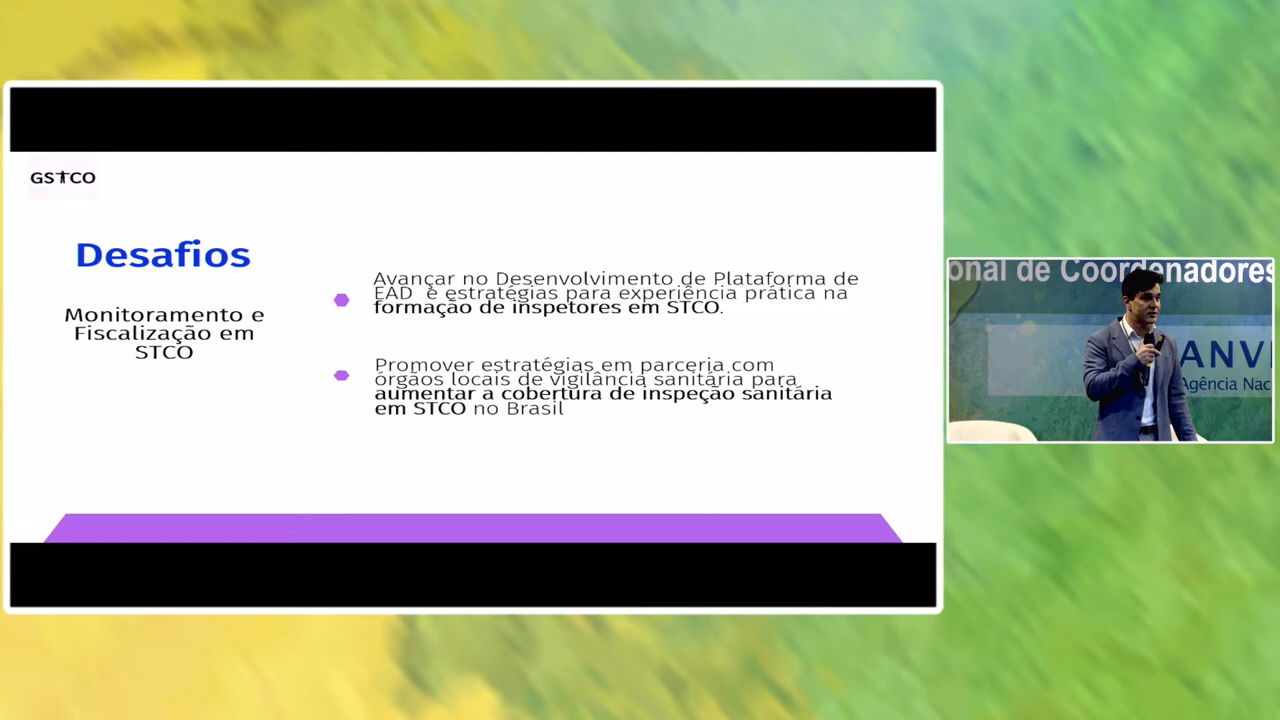 GSTCO
Desafios
Monitoramento e
Fiscalização em
STCO
Avançar no Desenvolvimento de Plataforma de
EAD e estratégias para experiência prática na
formação de inspetores em STCO.
Promover estratégias em parceria com
órgãos locais de vigilância sanitária para
aumentar a cobertura de inspeção sanitária
em STCO no Brasil
onal de Coordenadores
ANVI
Agência Nac